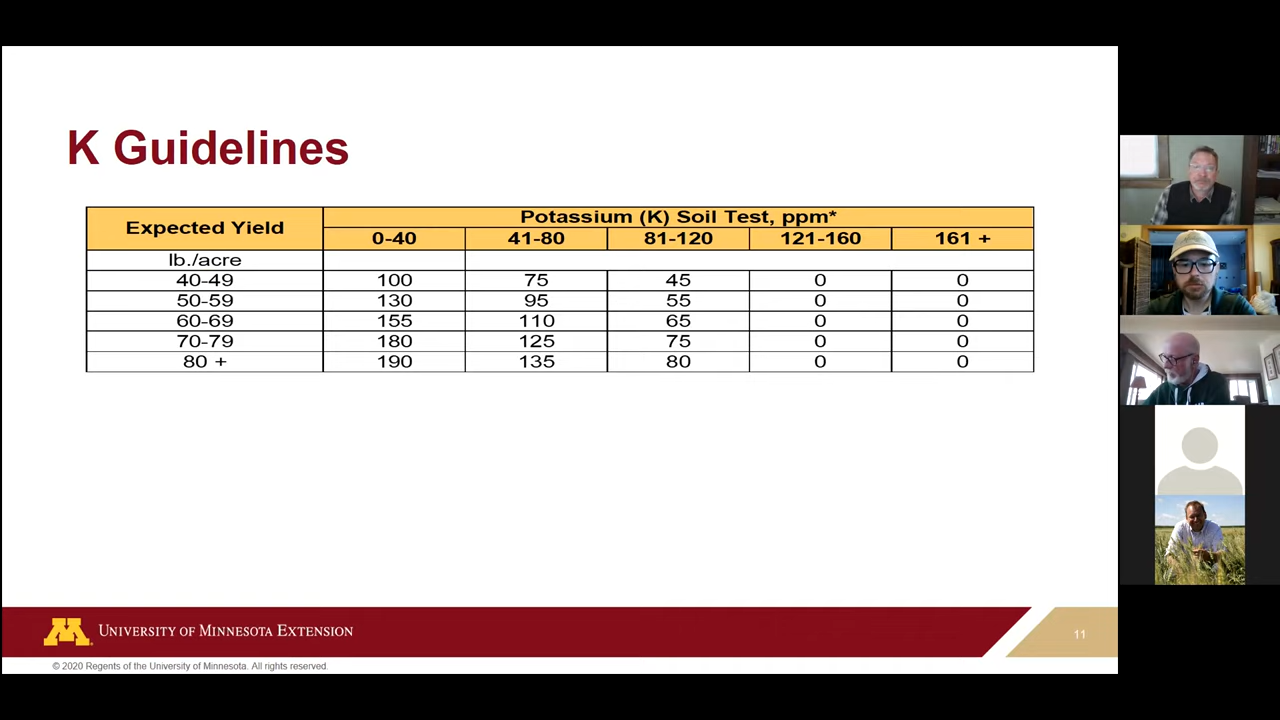 K Guidelines
Expected Yield
Potassium (K) Soil Test, ppm*
0-40 41-80 81-120 121-160 161 +
lb./acre
40-49 100 75 45 0 0
50-59 130 95 55 0 0
60-69 155 110 65 0 0
70-79 180 125 75 0 0
80 + 190 135 80 0 0
M
UNIVERSITY OF MINNESOTA EXTENSION
11
© 2020 Regents of the University of Minnesota. All rights reserved.